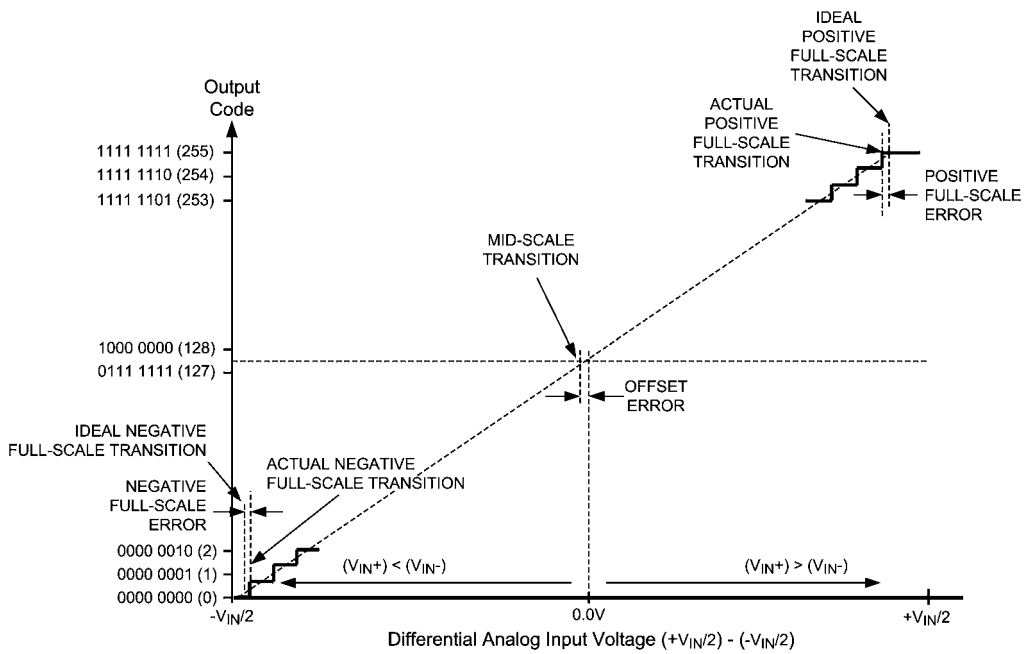 IDEAL
POSITIVE
FULL-SCALE
TRANSITION
Output
Code
ACTUAL
POSITIVE
FULL-SCALE
TRANSITION
1111 1111 (255)
1111 1110 (254)
1111 1101 (253)
POSITIVE
FULL-SCALE
ERROR
MID-SCALE
TRANSITION
1000 0000 (128)
0111 1111 (127)
OFFSET
ERROR
IDEAL NEGATIVE
FULL-SCALE TRANSITION
ACTUAL NEGATIVE
FULL-SCALE TRANSITION
NEGATIVE
FULL-SCALE
ERROR
0000 0010 (2)
0000 0001 (1)
0000 0000 (0)
(VIN+) < (VIN-)
(VIN+) > (VIN-)
-VIN/2
0.0V
+VIN/2
Differential Analog Input Voltage (+VIN/2) - (-VIN/2)